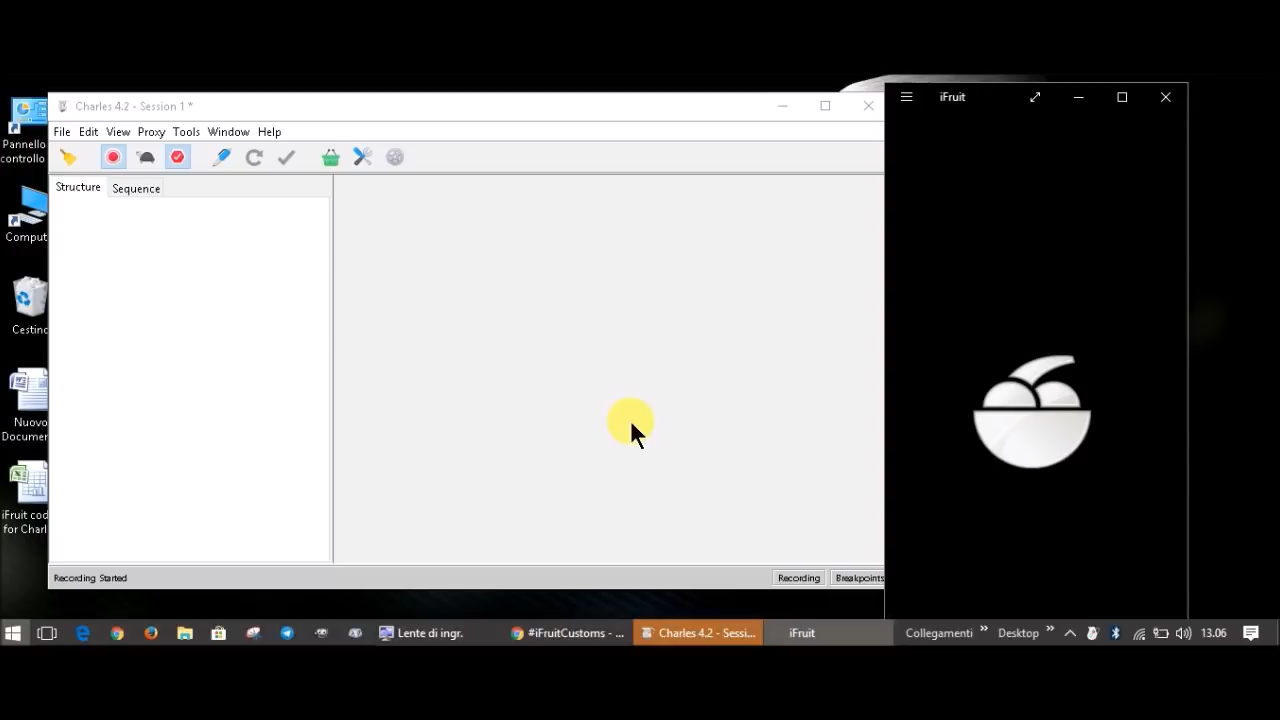 Charles 4.2 - Session 1 *
iFruit
File Edit View Proxy Tools Window Help
Structure Sequence
Pannello
controllo
Comput
Cestino
Nuovo
Documen
iFruit cod
for Charl
Recording Started
Recording Breakpoints
Lente di ingr.
#iFruitCustoms - ...
Charles 4.2 - Sessi...
iFruit
Collegamenti
Desktop
13.06